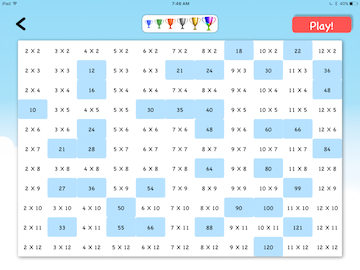 iPad 7:48 AM 40%
Play!
2 X 2 3 X 2 4 X 2 5 X 2 6 X 2 7 X 2 8 X 2 18 10 X 2 22 12 X 2
2 X 3 3 X 3 12 5 X 3 6 X 3 21 24 9 X 3 30 11 X 3 36
2 X 4 3 X 4 16 5 X 4 6 X 4 7 X 4 8 X 4 9 X 4 10 X 4 11 X 4 48
10 3 X 5 4 X 5 5 X 5 30 35 40 9 X 5 10 X 5 11 X 5 12 X 5
2 X 6 3 X 6 24 5 X 6 6 X 6 7 X 6 48 9 X 6 60 66 12 X 6
2 X 7 21 28 5 X 7 6 X 7 7 X 7 8 X 7 9 X 7 10 X 7 11 X 7 84
2 X 8 3 X 8 4 X 8 5 X 8 6 X 8 7 X 8 64 9 X 8 80 11 X 8 12 X 8
2 X 9 27 36 5 X 9 54 7 X 9 8 X 9 9 X 9 10 X 9 99 12 X 9
2 X 10 3 X 10 4 X 10 50 6 X 10 7 X 10 8 X 10 90 100 11 X 10 12 X 10
2 X 11 33 4 X 11 55 66 7 X 11 88 9 X 11 10 X 11 121 12 X 11
2 X 12 3 X 12 4 X 12 5 X 12 6 X 12 7 X 12 8 X 12 9 X 12 120 11 X 12 12 X 12